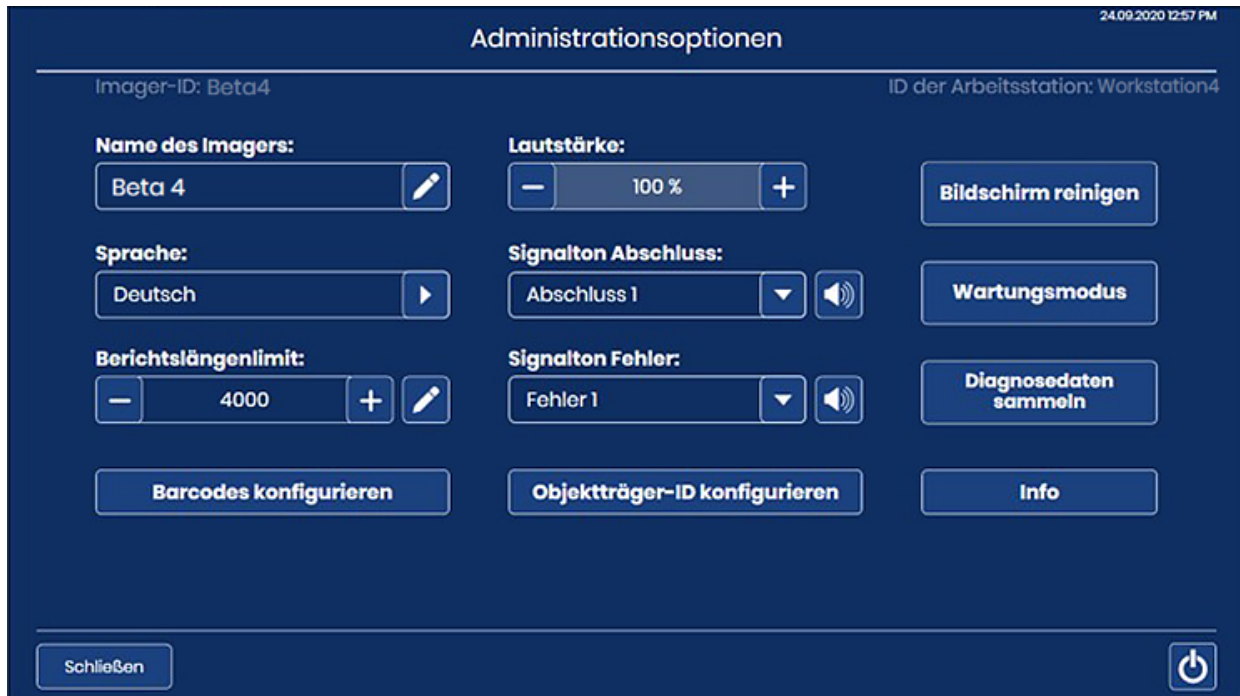 24.09.2020 12:57 PM
Administrationsoptionen
Imager-ID: Beta4
ID der Arbeitsstation: Workstation4
Name des Imagers:
Beta 4
Lautstärke:
100 %
Bildschirm reinigen
Sprache:
Deutsch
Signalton Abschluss:
Abschluss 1
Wartungsmodus
Berichtslängenlimit:
4000
Signalton Fehler:
Fehler 1
Diagnosedaten
sammeln
Barcodes konfigurieren
Objektträger-ID konfigurieren
Info
Schließen